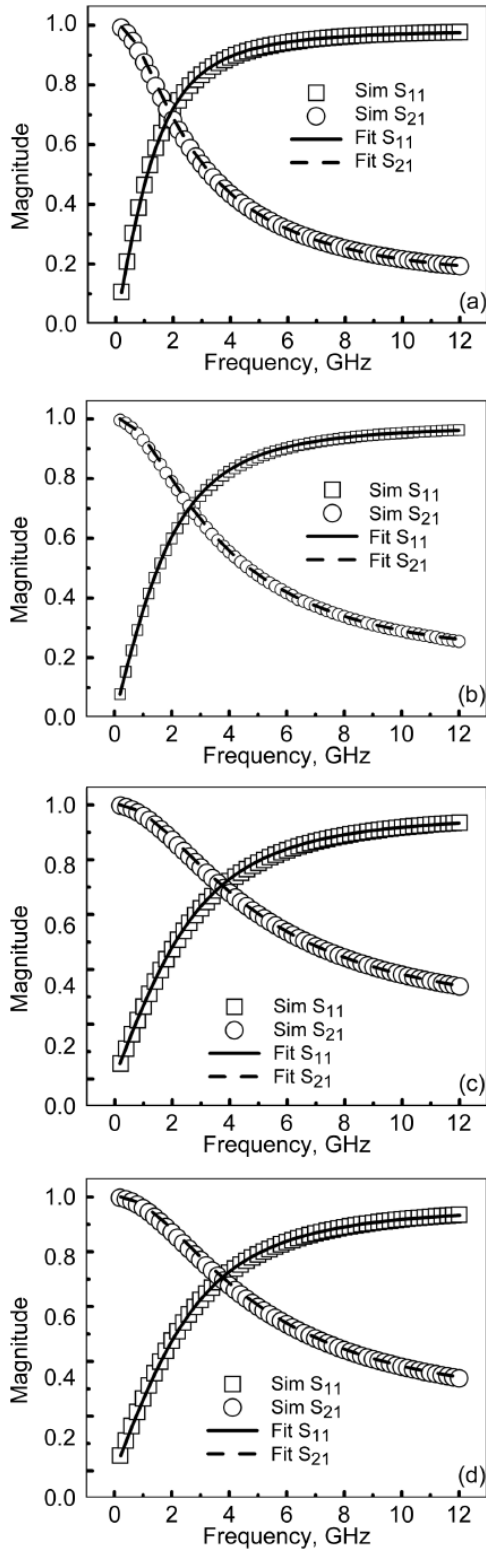 1.0
0.8
0.6
0.4
0.2
0.0
Magnitude
Sim S11
Sim S21
Fit S11
Fit S21
(a)
0 2 4 6 8 10 12
Frequency, GHz
1.0
0.8
0.6
0.4
0.2
0.0
Magnitude
Sim S11
Sim S21
Fit S11
Fit S21
(b)
0 2 4 6 8 10 12
Frequency, GHz
1.0
0.8
0.6
0.4
0.2
0.0
Magnitude
Sim S11
Sim S21
Fit S11
Fit S21
(c)
0 2 4 6 8 10 12
Frequency, GHz
1.0
0.8
0.6
0.4
0.2
0.0
Magnitude
Sim S11
Sim S21
Fit S11
Fit S21
(d)
0 2 4 6 8 10 12
Frequency, GHz